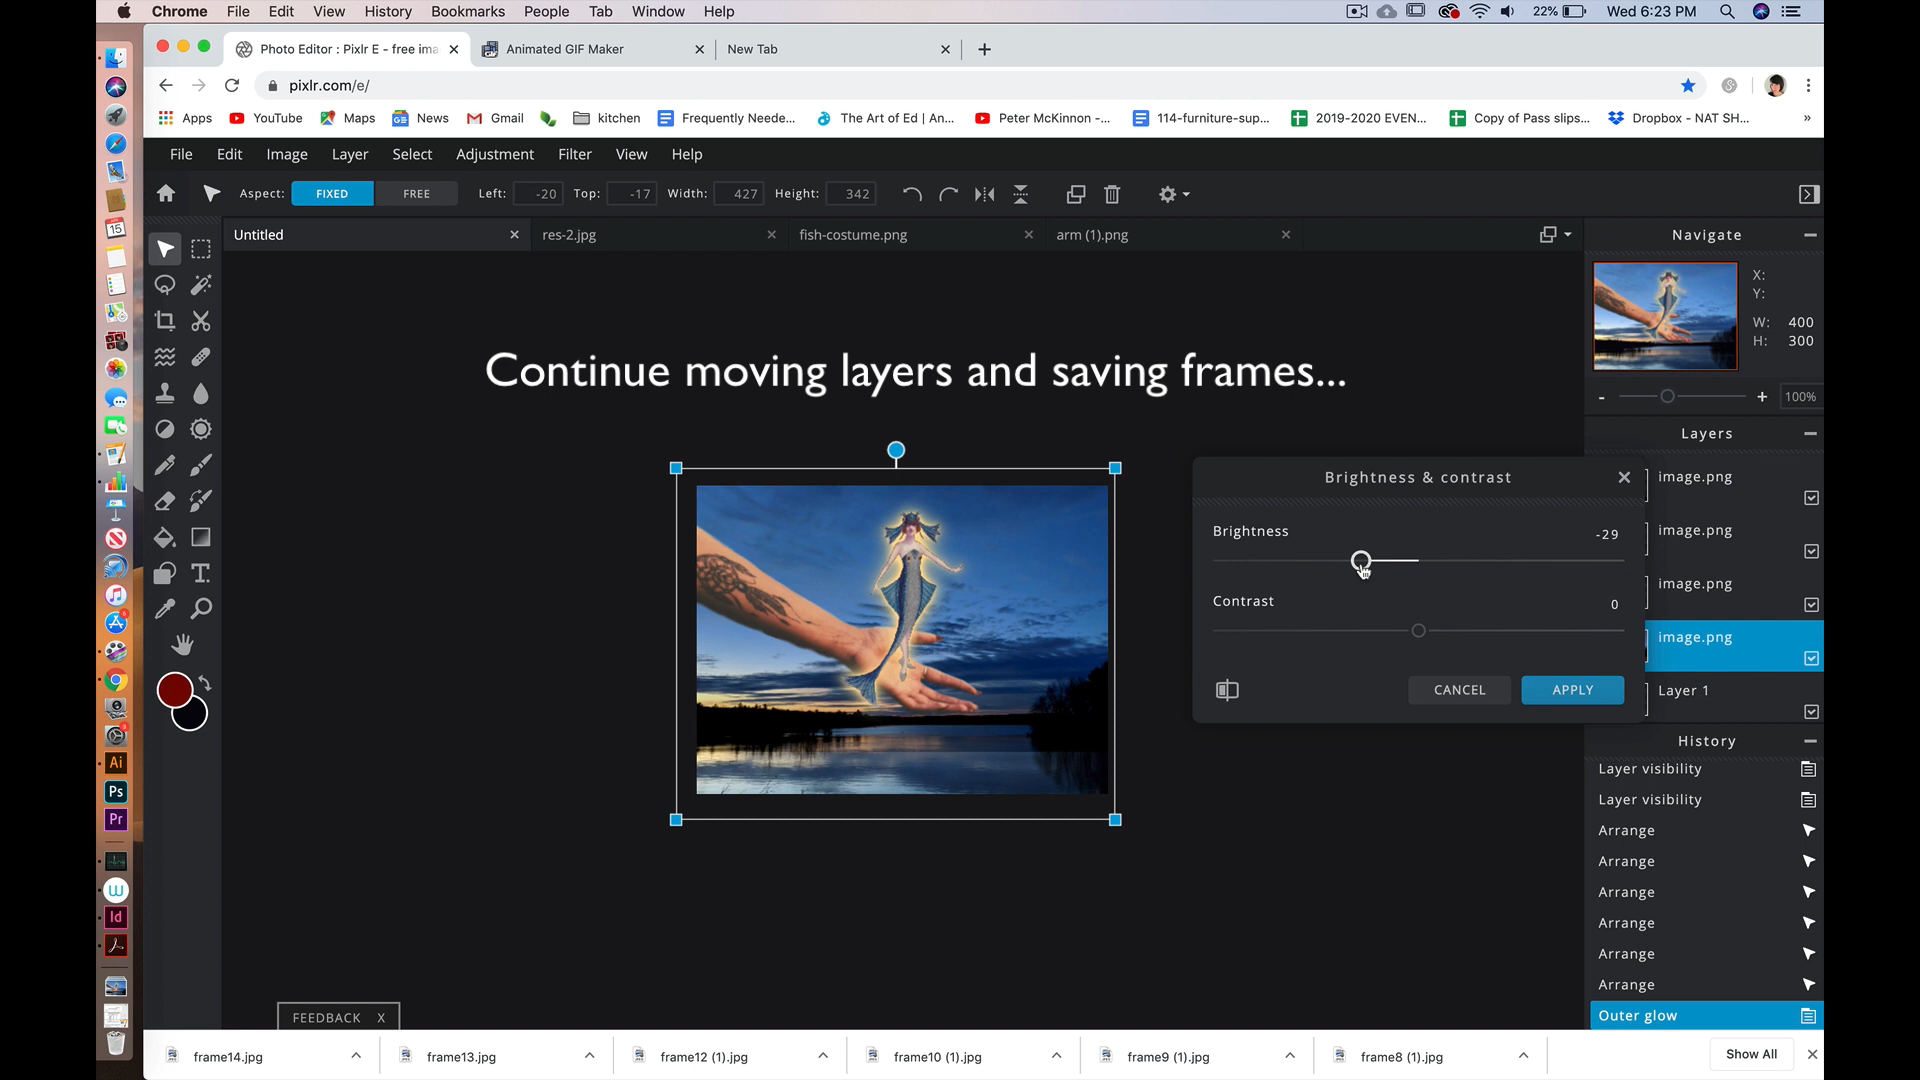 Chrome File Edit View History Bookmarks People Tab Window Help 22% Wed 6:23 PM
Photo Editor : Pixlr E - free ima Animated GIF Maker New Tab
pixlr.com/e/
Apps YouTube Maps News Gmail kitchen Frequently Neede... The Art of Ed | An... Peter McKinnon -... 114-furniture-sup... 2019-2020 EVEN... Copy of Pass slips... Dropbox - NAT SH... »
File Edit Image Layer Select Adjustment Filter View Help
Aspect: FIXED FREE Left: -20 Top: -17 Width: 427 Height: 342
Untitled res-2.jpg fish-costume.png arm (1).png
Navigate
X:
Y:
W: 400
H: 300
- + 100%
Continue moving layers and saving frames...
Layers
image.png
image.png
image.png
image.png
Layer 1
Brightness & contrast
Brightness -29
Contrast 0
CANCEL APPLY
History
Layer visibility
Layer visibility
Arrange
Arrange
Arrange
Arrange
Arrange
Arrange
Outer glow
FEEDBACK X
frame14.jpg frame13.jpg frame12 (1).jpg frame10 (1).jpg frame9 (1).jpg frame8 (1).jpg Show All